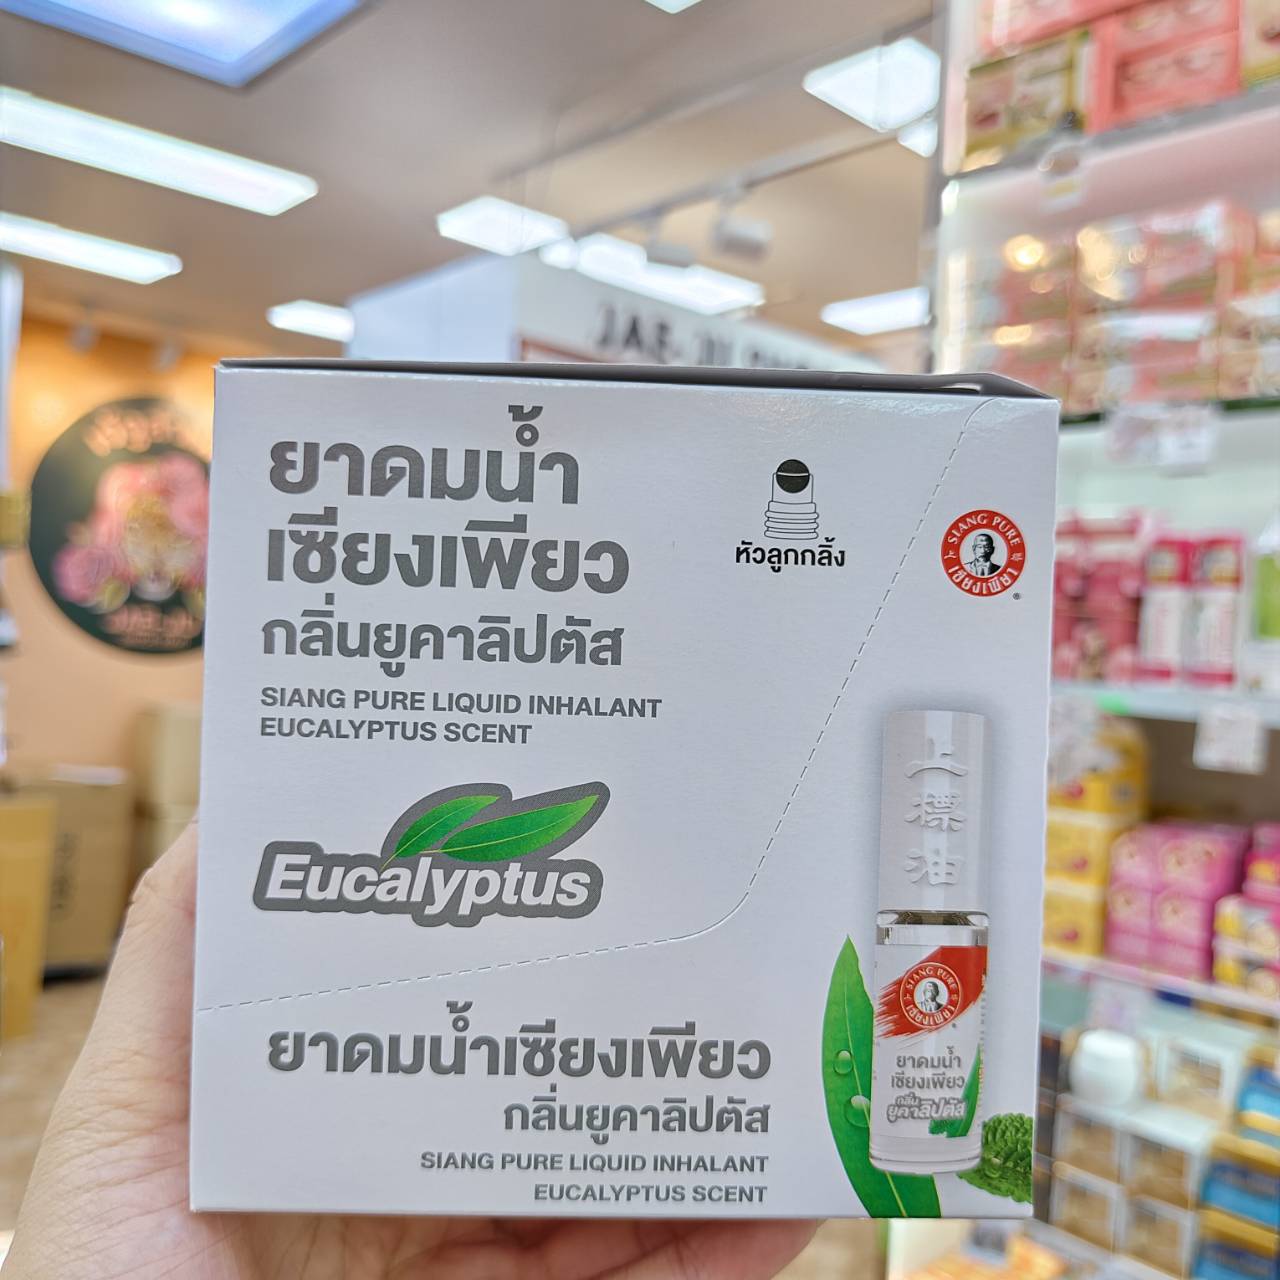 ยาดมน้ำ
เซียงเพียว
กลิ่นยูคาลิปตัส
SIANG PURE LIQUID INHALANT
EUCALYPTUS SCENT
หัวลูกกลิ้ง
SIANG PURE
เซียงเพียว
Eucalyptus
ยาดมน้ำเซียงเพียว
กลิ่นยูคาลิปตัส
SIANG PURE LIQUID INHALANT
EUCALYPTUS SCENT
上
標
油
SIANG PURE
เซียงเพียว
ยาดมน้ำ
เซียงเพียว
กลิ่น
ยูคาลิปตัส